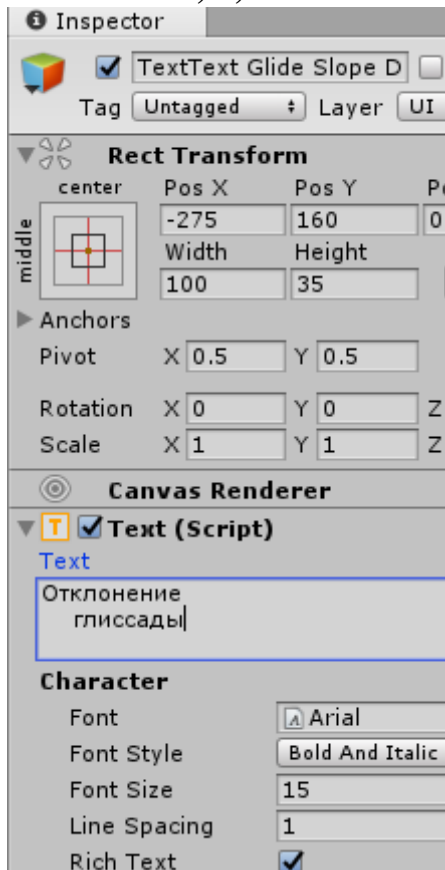 Inspector
TextText Glide Slope D
Tag Untagged Layer UI
Rect Transform
center Pos X Pos Y
-275 160 0
middle
Width Height
100 35
Anchors
Pivot X 0.5 Y 0.5
Rotation X 0 Y 0 Z
Scale X 1 Y 1 Z
Canvas Renderer
T Text (Script)
Text
Отклонение
глиссады
Character
Font Arial
Font Style Bold And Italic
Font Size 15
Line Spacing 1
Rich Text